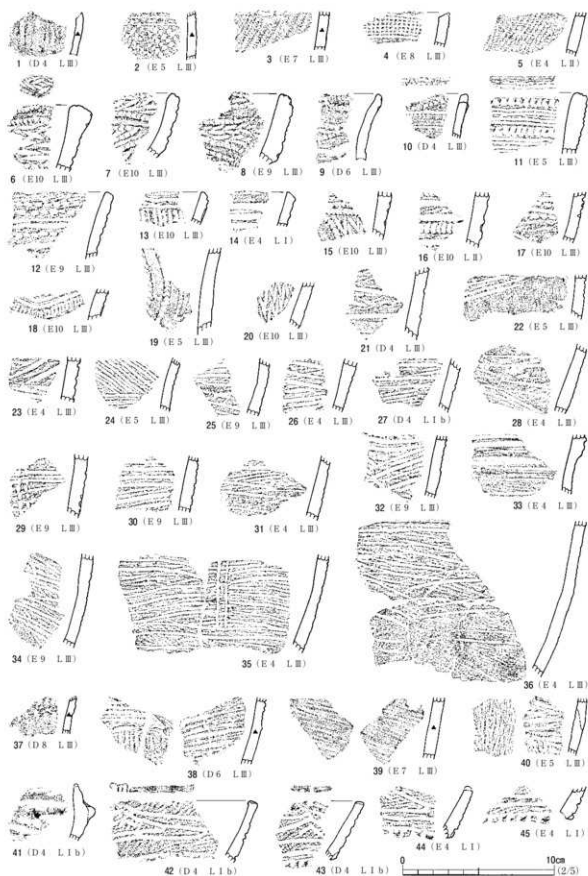 1 (D4 LⅢ)
2 (E5 LⅢ)
3 (E7 LⅢ)
4 (E8 LⅢ)
5 (E4 LⅡ)
6 (E10 LⅢ)
7 (E10 LⅢ)
8 (E9 LⅢ)
9 (D6 LⅢ)
10 (D4 LⅢ)
11 (E5 LⅢ)
12 (E9 LⅢ)
13 (E10 LⅢ)
14 (E4 LⅠ)
15 (E10 LⅢ)
16 (E10 LⅡ)
17 (E10 LⅢ)
18 (E10 LⅢ)
19 (E5 LⅢ)
20 (E10 LⅢ)
21 (D4 LⅢ)
22 (E5 LⅢ)
23 (E4 LⅢ)
24 (E5 LⅢ)
25 (E9 LⅢ)
26 (E4 LⅢ)
27 (D4 LⅠb)
28 (E4 LⅢ)
29 (E9 LⅢ)
30 (E9 LⅢ)
31 (E4 LⅢ)
32 (E9 LⅢ)
33 (E4 LⅢ)
34 (E9 LⅢ)
35 (E4 LⅢ)
36 (E4 LⅢ)
37 (D8 LⅢ)
38 (D6 LⅢ)
39 (E7 LⅢ)
40 (E5 LⅢ)
41 (D4 LⅠb)
42 (D4 LⅠb)
43 (D4 LⅠb)
44 (E4 LⅠ)
45 (E4 LⅠ)
0 10cm
(2/5)